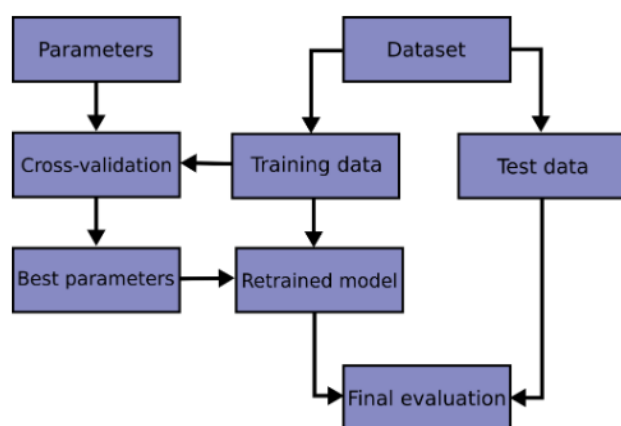 Parameters
Dataset
Cross-validation
Training data
Test data
Best parameters
Retrained model
Final evaluation